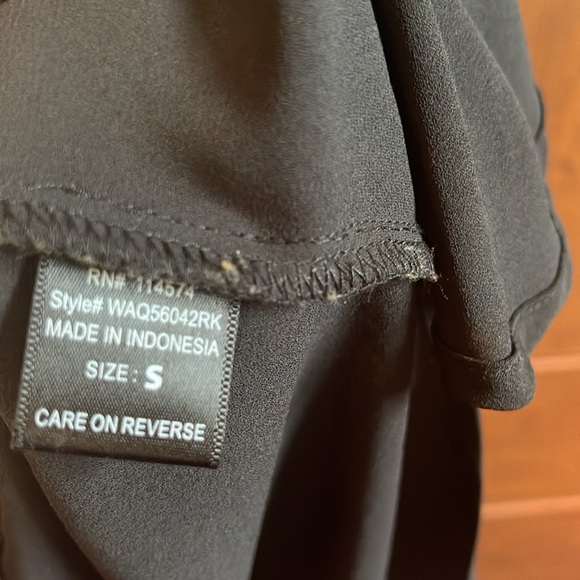 RN# 114574
Style# WAQ56042RK
MADE IN INDONESIA
SIZE : S
CARE ON REVERSE